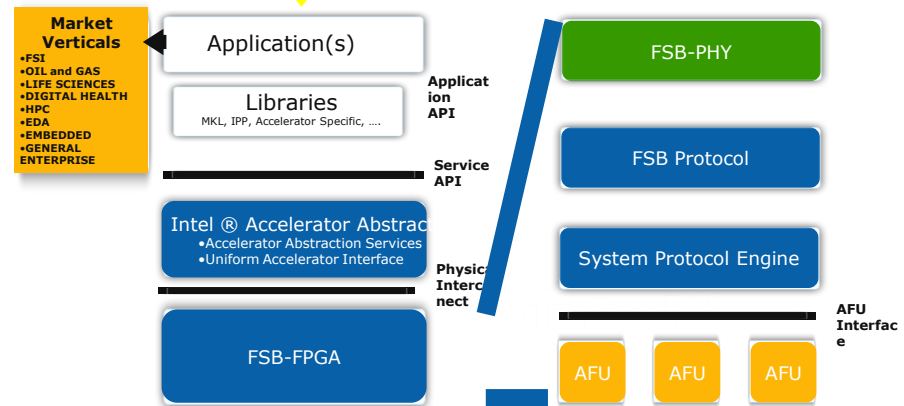 Market
Verticals
•FSI
•OIL and GAS
•LIFE SCIENCES
•DIGITAL HEALTH
•HPC
•EDA
•EMBEDDED
•GENERAL
ENTERPRISE
Application(s)
Libraries
MKL, IPP, Accelerator Specific, ....
Applicat
ion
API
Service
API
Intel ® Accelerator Abstract
•Accelerator Abstraction Services
•Uniform Accelerator Interface
Physica
Interc
nect
FSB-FPGA
FSB-PHY
FSB Protocol
System Protocol Engine
AFU
Interfac
e
AFU
AFU
AFU